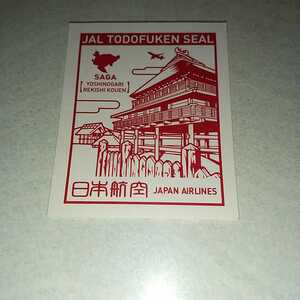 JAL TODOFUKEN SEAL
SAGA
[YOSHINOGARI
REKISHI KOUEN]
日本航空 JAPAN AIRLINES